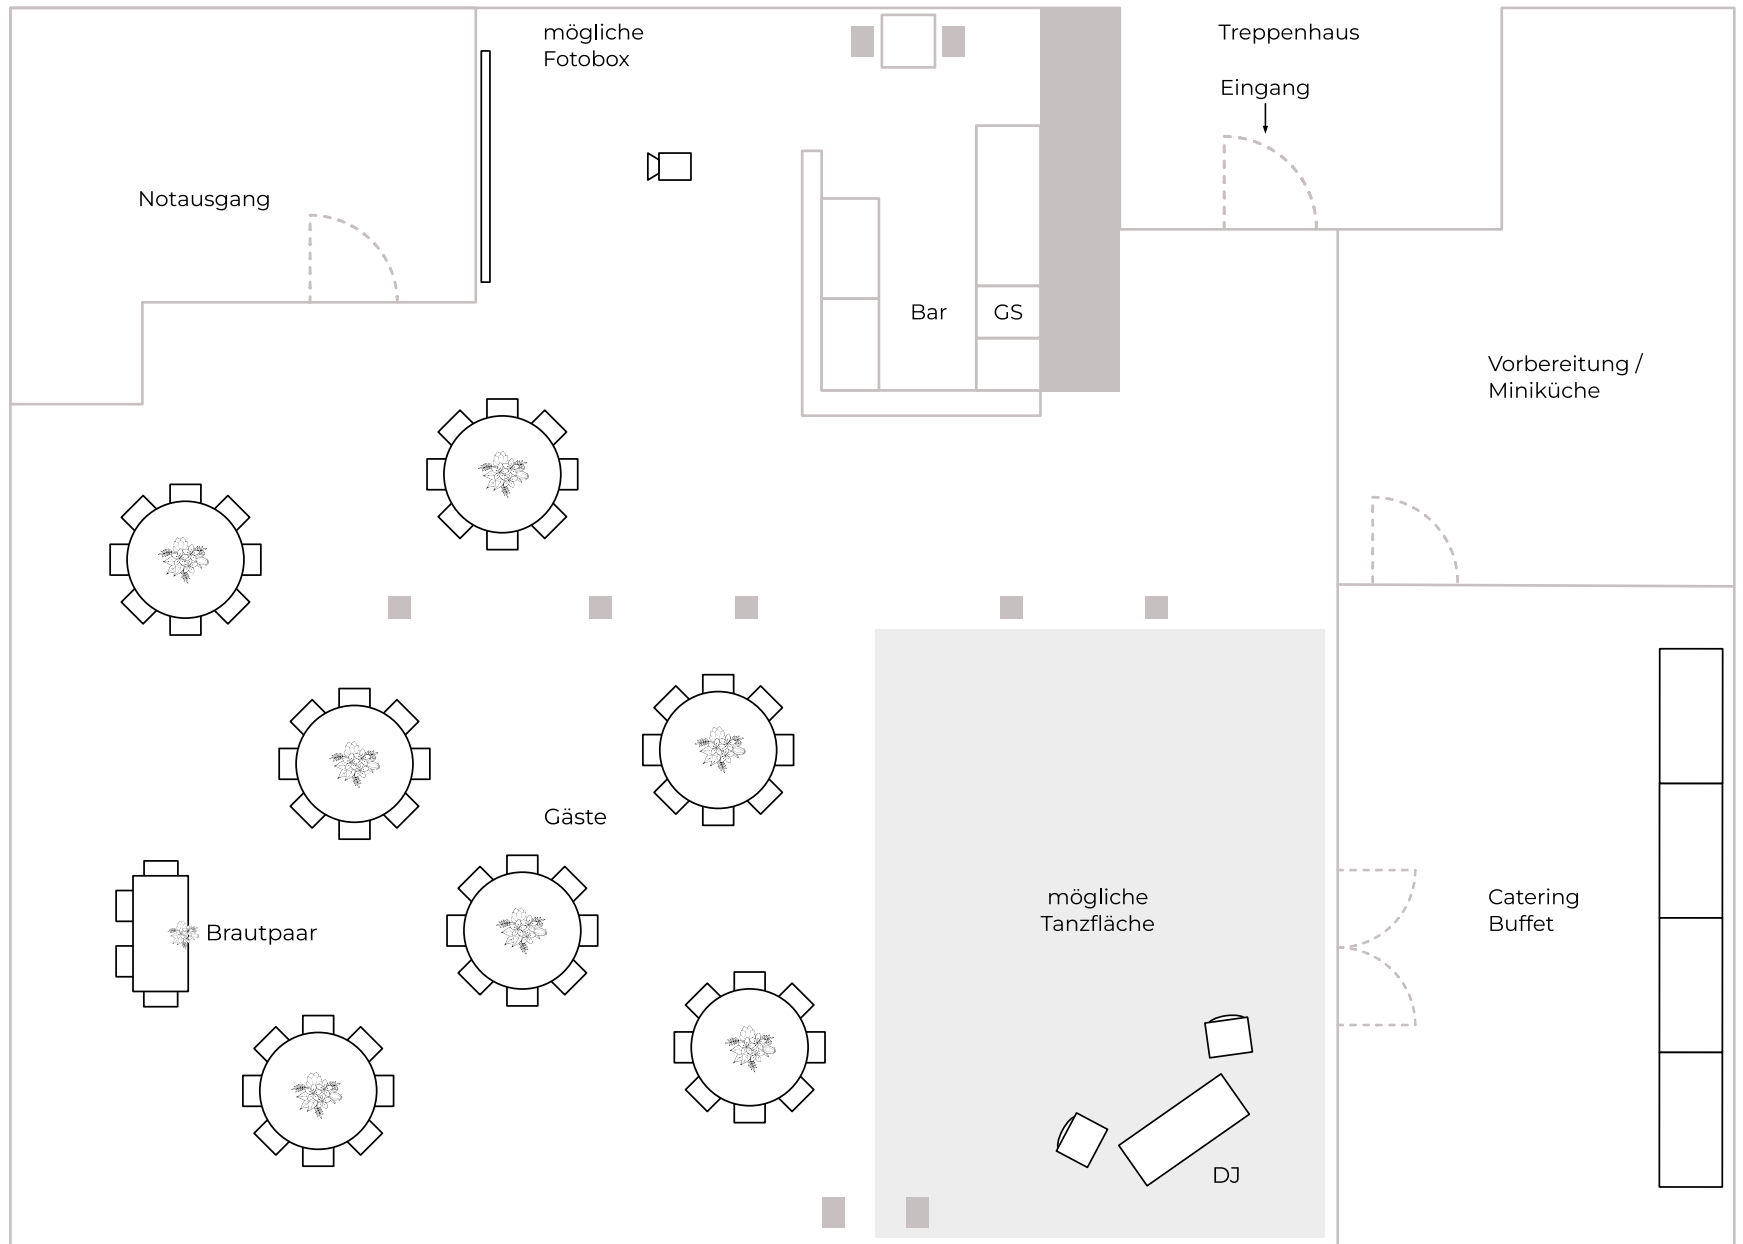 mögliche
Fotobox
Treppenhaus
Eingang
Notausgang
Bar
GS
Vorbereitung /
Miniküche
Gäste
mögliche
Tanzfläche
Catering
Buffet
Brautpaar
DJ